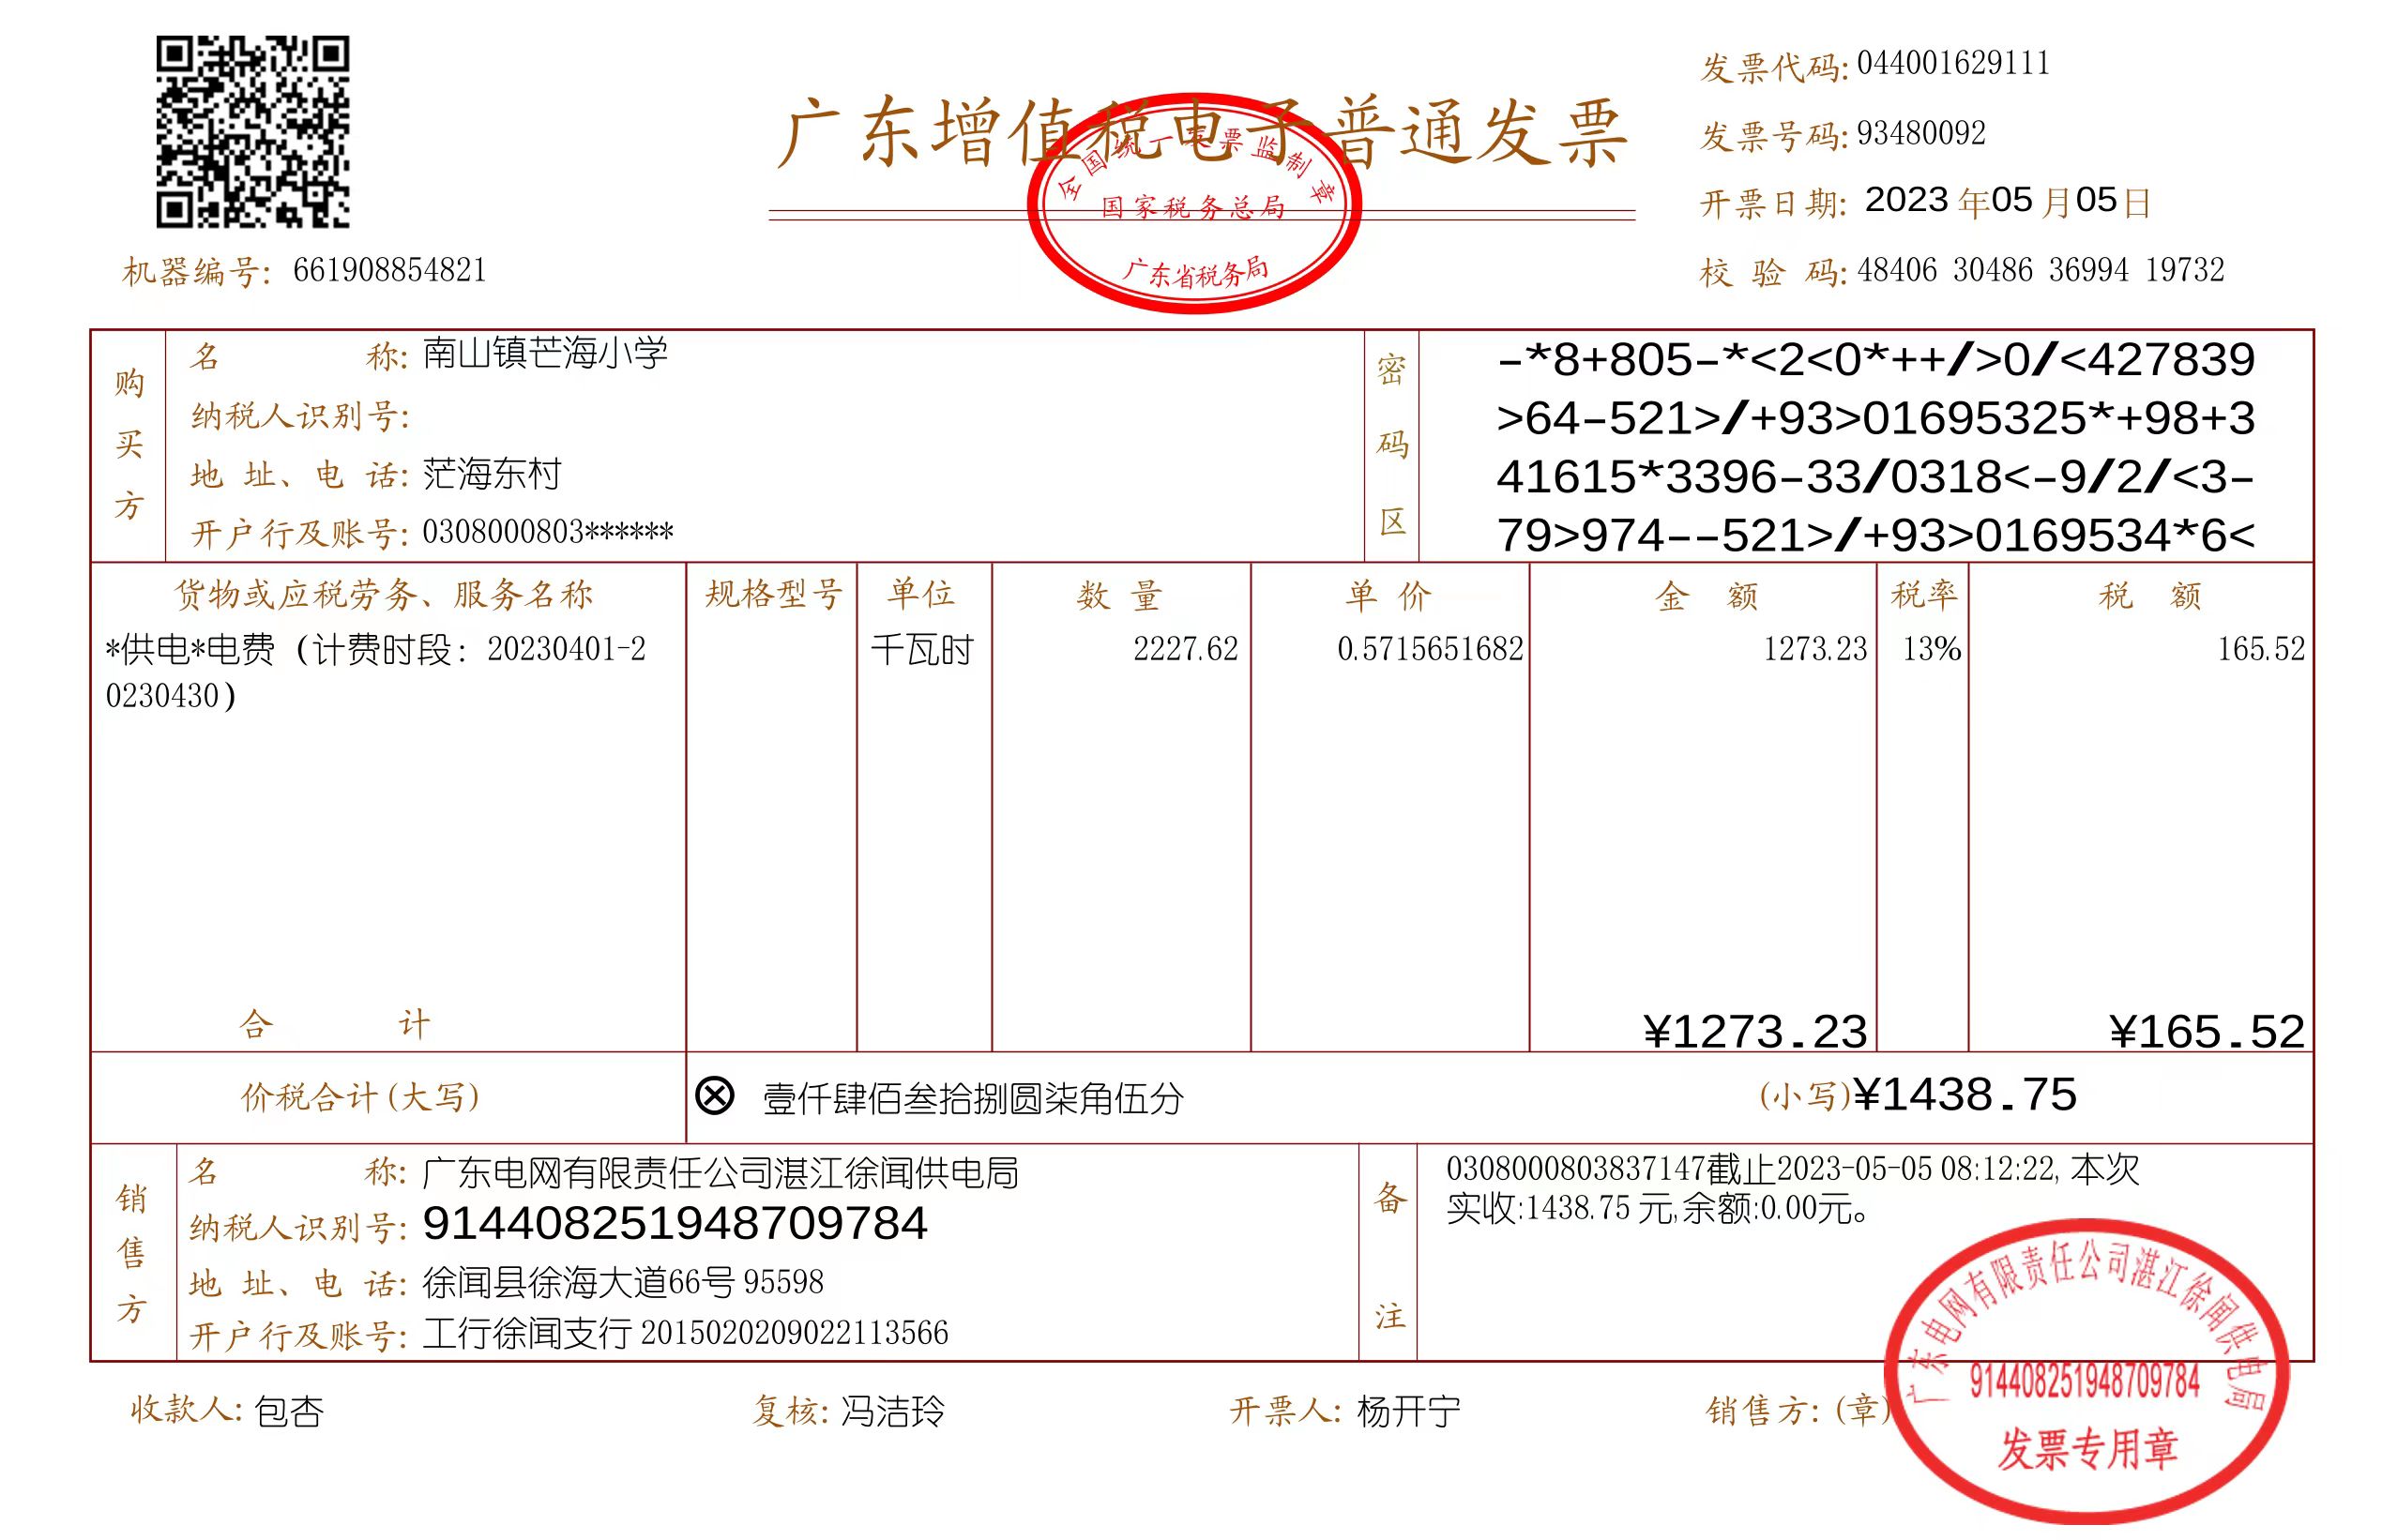 广东增值税电子普通发票
全国统一发票监制章
国家税务总局
广东省税务局
机器编号: 661908854821
发票代码: 044001629111
发票号码: 93480092
开票日期: 2023 年05 月05日
校 验 码: 48406 30486 36994 19732
购买方
名 称: 南山镇芒海小学
纳税人识别号:
地 址、电 话: 茫海东村
开户行及账号: 0308000803******
密码区
-*8+805-*<2<0*++/>0/<427839
>64-521>/+93>01695325*+98+3
41615*3396-33/0318<-9/2/<3-
79>974--521>/+93>0169534*6<
货物或应税劳务、服务名称 规格型号 单位 数 量 单 价 金 额 税率 税 额
*供电*电费 (计费时段: 20230401-2 千瓦时 2227.62 0.5715651682 1273.23 13% 165.52
0230430)
合 计 ¥1273.23 ¥165.52
价税合计(大写) ⊗ 壹仟肆佰叁拾捌圆柒角伍分 (小写)¥1438.75
销售方
名 称: 广东电网有限责任公司湛江徐闻供电局
纳税人识别号: 914408251948709784
地 址、电 话: 徐闻县徐海大道66号 95598
开户行及账号: 工行徐闻支行 2015020209022113566
备注
0308000803837147截止2023-05-05 08:12:22, 本次
实收:1438.75 元,余额:0.00元。
收款人: 包杏 复核: 冯洁玲 开票人: 杨开宁 销售方: (章)
广东电网有限责任公司湛江徐闻供电局
914408251948709784
发票专用章